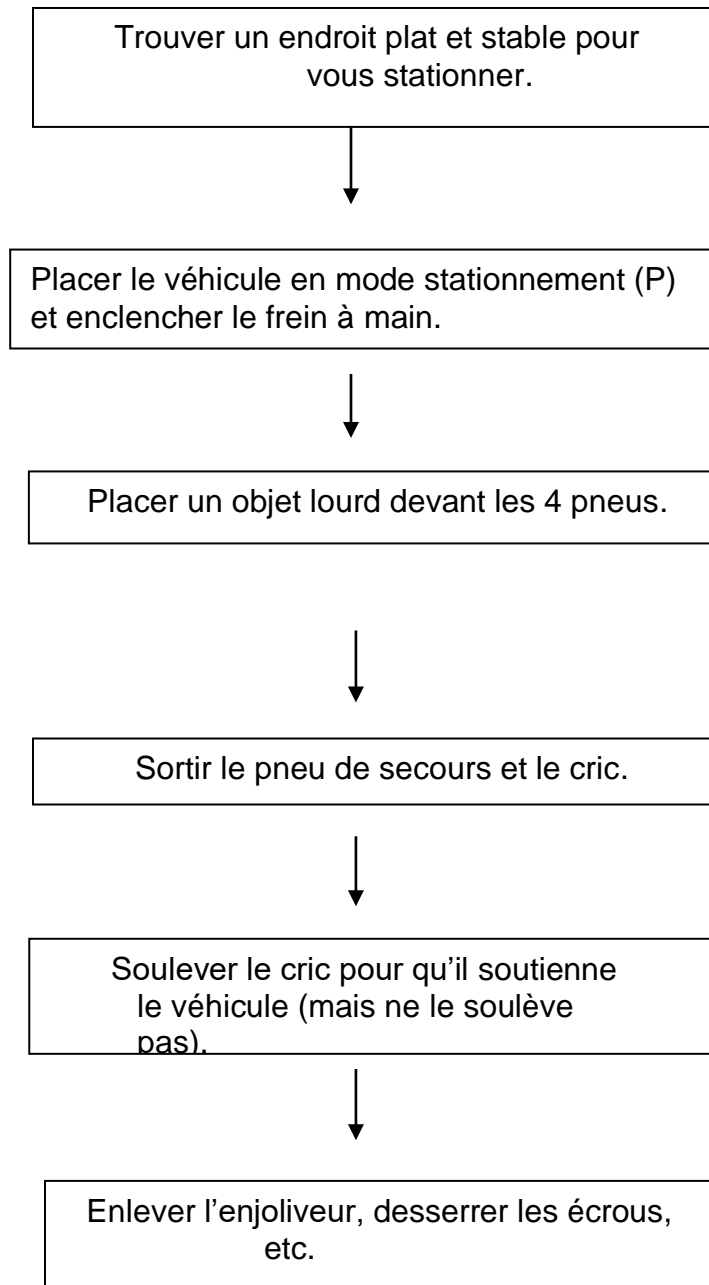 Trouver un endroit plat et stable pour
vous stationner.
Placer le véhicule en mode stationnement (P)
et enclencher le frein à main.
Placer un objet lourd devant les 4 pneus.
Sortir le pneu de secours et le cric.
Soulever le cric pour qu’il soutienne
le véhicule (mais ne le soulève
pas).
Enlever l’enjoliveur, desserrer les écrous,
etc.